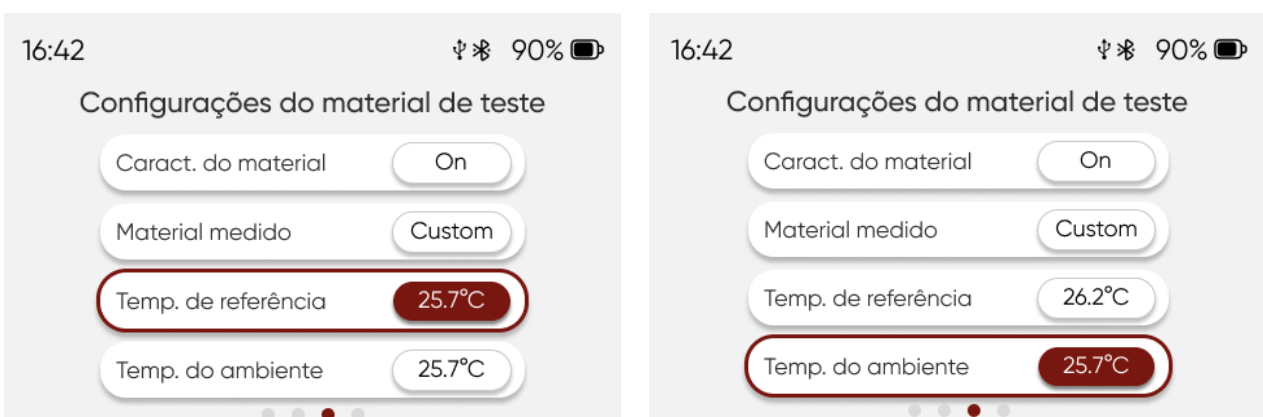 16:42 90%
Configurações do material de teste
Caract. do material On
Material medido Custom
Temp. de referência 25.7°C
Temp. do ambiente 25.7°C
16:42 90%
Configurações do material de teste
Caract. do material On
Material medido Custom
Temp. de referência 26.2°C
Temp. do ambiente 25.7°C